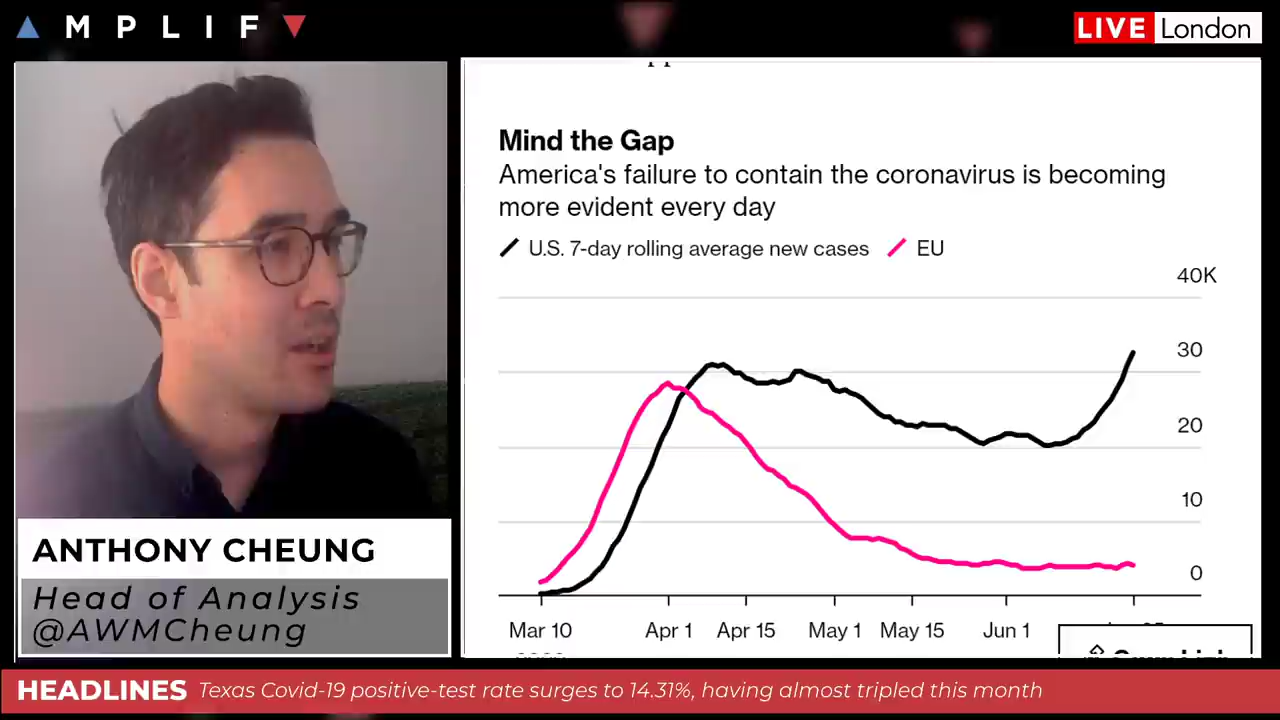 MPLIF
LIVE London
Mind the Gap
America's failure to contain the coronavirus is becoming
more evident every day
U.S. 7-day rolling average new cases EU
40K
30
20
10
0
Mar 10 Apr 1 Apr 15 May 1 May 15 Jun 1
ANTHONY CHEUNG
Head of Analysis
@AWMCheung
HEADLINES Texas Covid-19 positive-test rate surges to 14.31%, having almost tripled this month